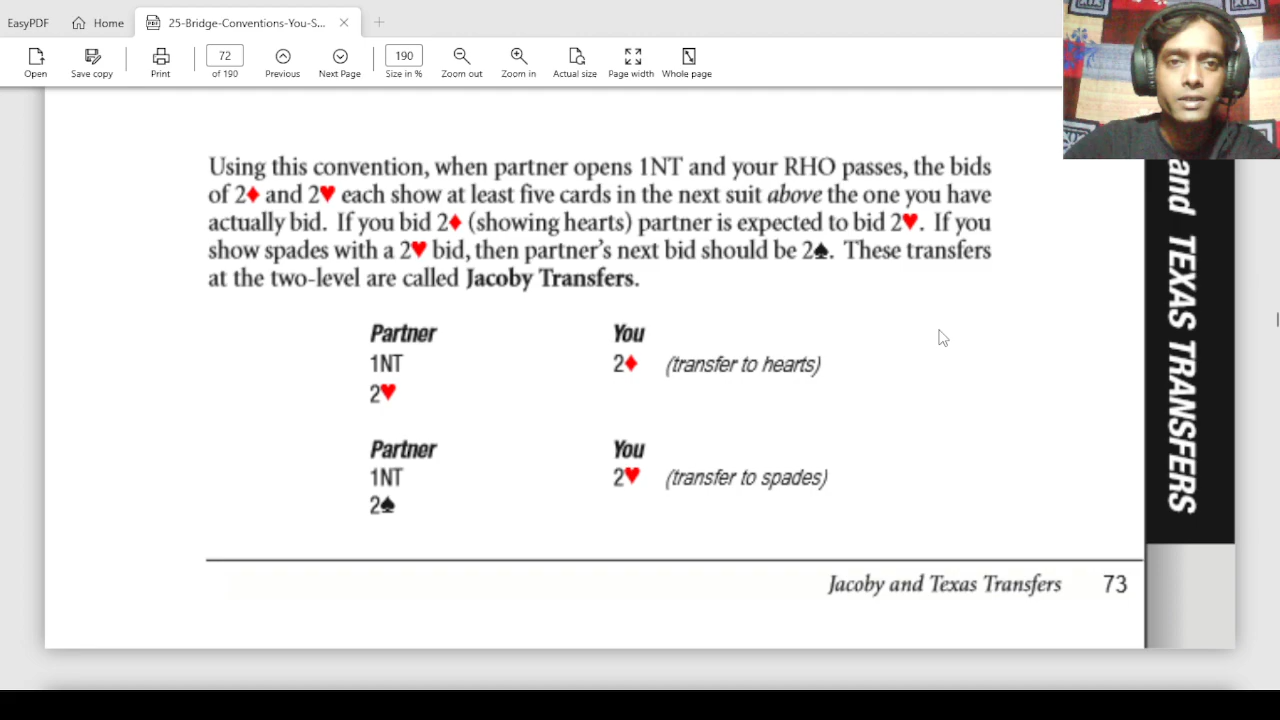 EasyPDF
Home
25-Bridge-Conventions-You-S...
Open
Save copy
Print
72
of 190
Previous
Next Page
190
Size in %
Zoom out
Zoom in
Actual size
Page width
Whole page
Using this convention, when partner opens 1NT and your RHO passes, the bids
of 2♦ and 2♥ each show at least five cards in the next suit above the one you have
actually bid. If you bid 2♦ (showing hearts) partner is expected to bid 2♥. If you
show spades with a 2♥ bid, then partner's next bid should be 2♠. These transfers
at the two-level are called Jacoby Transfers.
Partner You
1NT 2♦ (transfer to hearts)
2♥
Partner You
1NT 2♥ (transfer to spades)
2♠
Jacoby and Texas Transfers 73
and TEXAS TRANSFERS